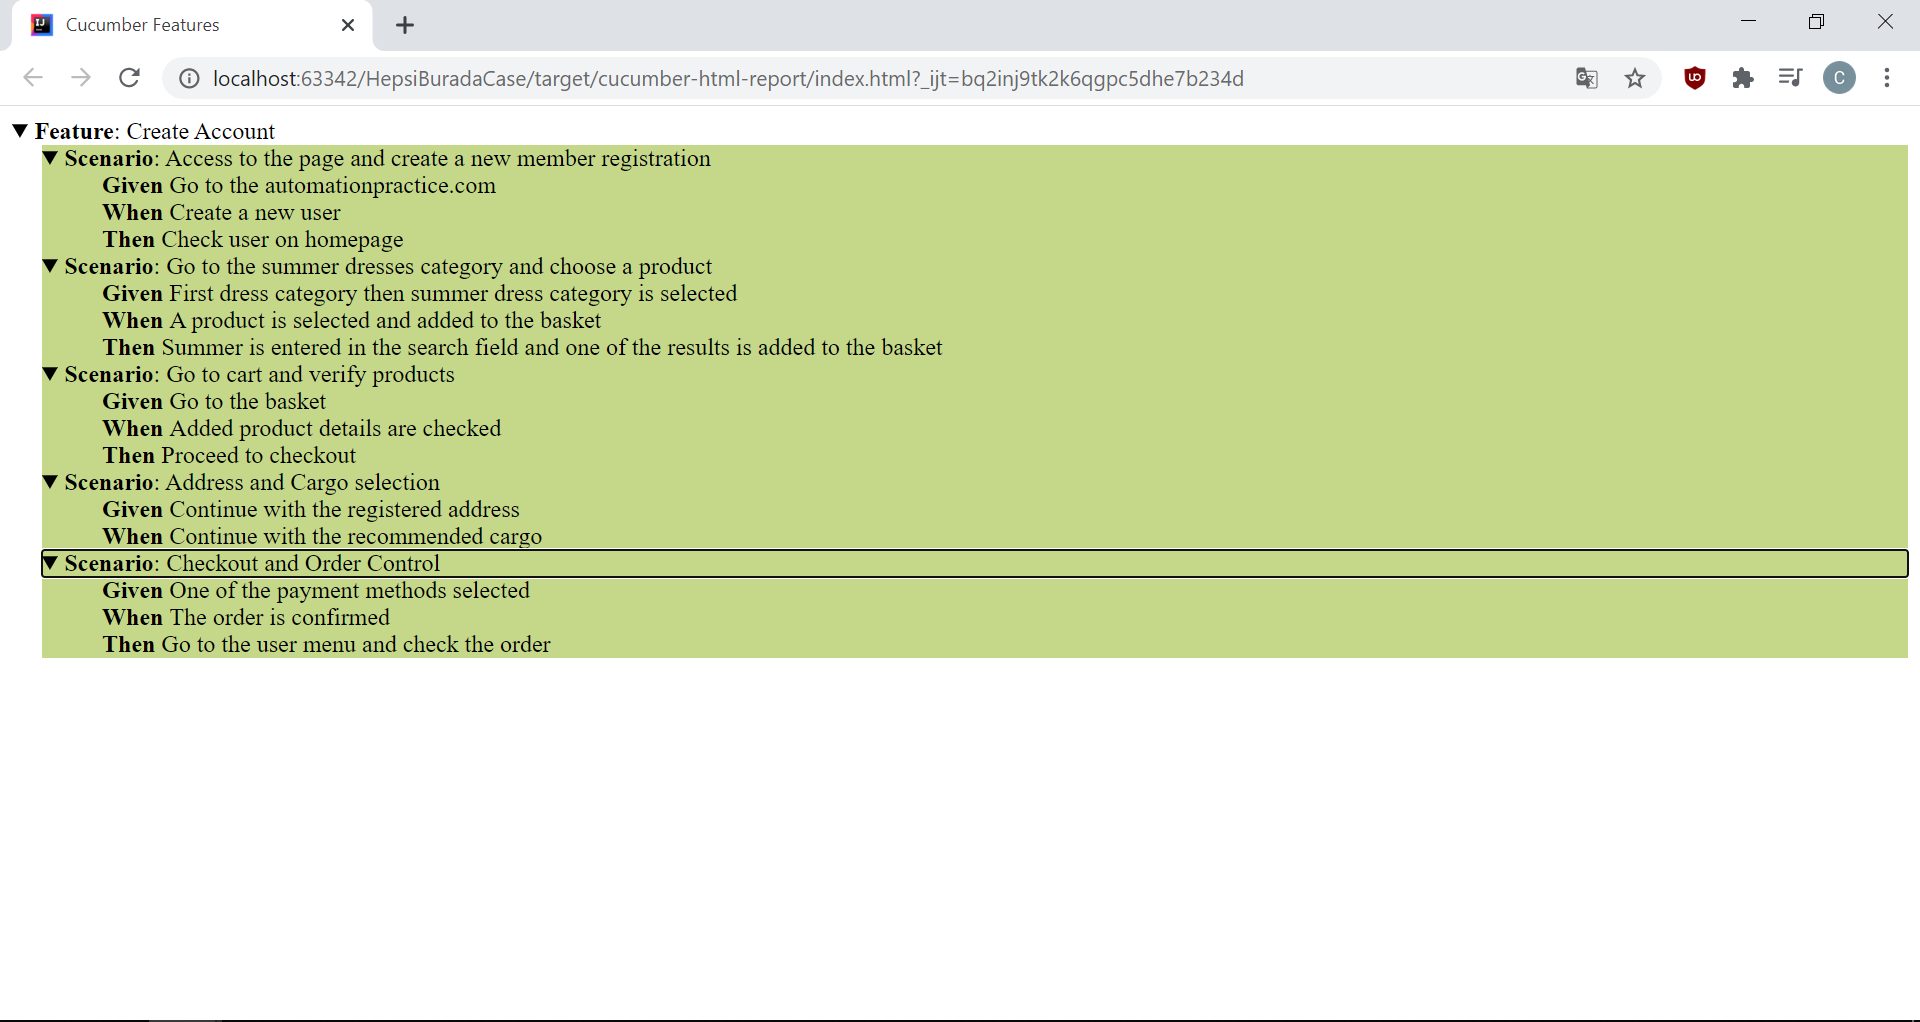 Cucumber Features
localhost:63342/HepsiBuradaCase/target/cucumber-html-report/index.html?_ijt=bq2inj9tk2k6qgpc5dhe7b234d
C
Feature: Create Account
Scenario: Access to the page and create a new member registration
Given Go to the automationpractice.com
When Create a new user
Then Check user on homepage
Scenario: Go to the summer dresses category and choose a product
Given First dress category then summer dress category is selected
When A product is selected and added to the basket
Then Summer is entered in the search field and one of the results is added to the basket
Scenario: Go to cart and verify products
Given Go to the basket
When Added product details are checked
Then Proceed to checkout
Scenario: Address and Cargo selection
Given Continue with the registered address
When Continue with the recommended cargo
Scenario: Checkout and Order Control
Given One of the payment methods selected
When The order is confirmed
Then Go to the user menu and check the order